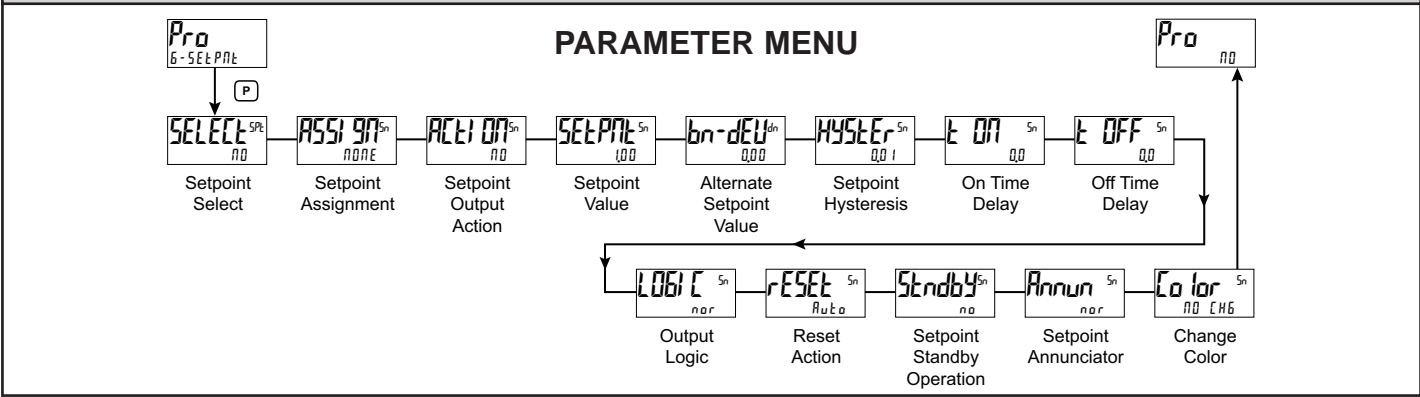 PARAMETER MENU
Pro
6-SEtPNt
P
Pro
NO
SELECt SPt
NO
Setpoint
Select
ASSIGN Sn
NONE
Setpoint
Assignment
ACtION Sn
NO
Setpoint
Output
Action
SEtPNt Sn
1.00
Setpoint
Value
bn-dEV dn
0.00
Alternate
Setpoint
Value
HYStEr Sn
0.01
Setpoint
Hysteresis
t ON Sn
0.0
On Time
Delay
t OFF Sn
0.0
Off Time
Delay
LOGIC Sn
nor
Output
Logic
rESEt Sn
Auto
Reset
Action
Stndby Sn
no
Setpoint
Standby
Operation
Annun Sn
nor
Setpoint
Annunciator
Color Sn
NO CHG
Change
Color